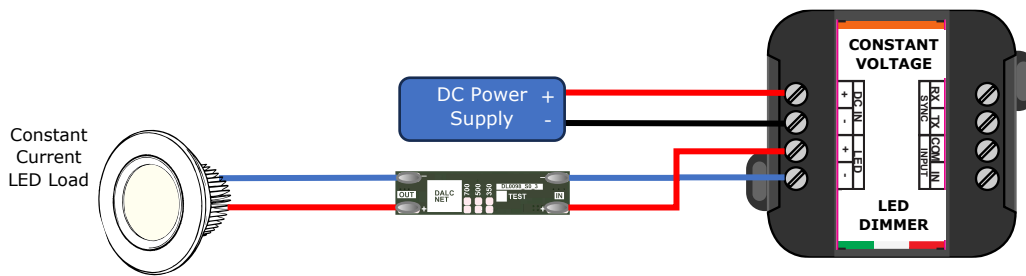 CONSTANT
VOLTAGE
DC Power +
Supply -
+
-
+
-
DC IN
LED
RX TX
SYNC
COM IN
INPUT
Constant
Current
LED Load
- -
OUT
DALC
NET
700
500
350
DL0098_S0_3
TEST
IN
+ +
LED
DIMMER